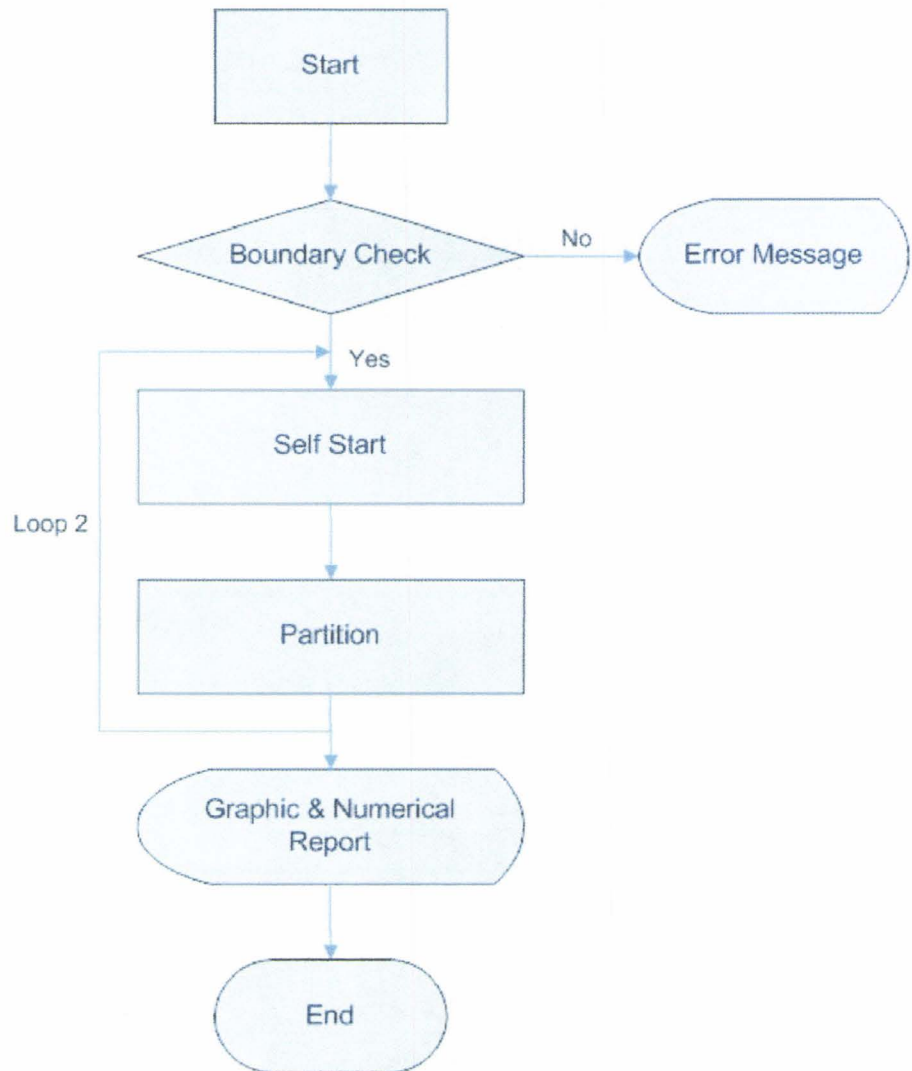 Start
Boundary Check
No
Error Message
Yes
Self Start
Loop 2
Partition
Graphic & Numerical
Report
End